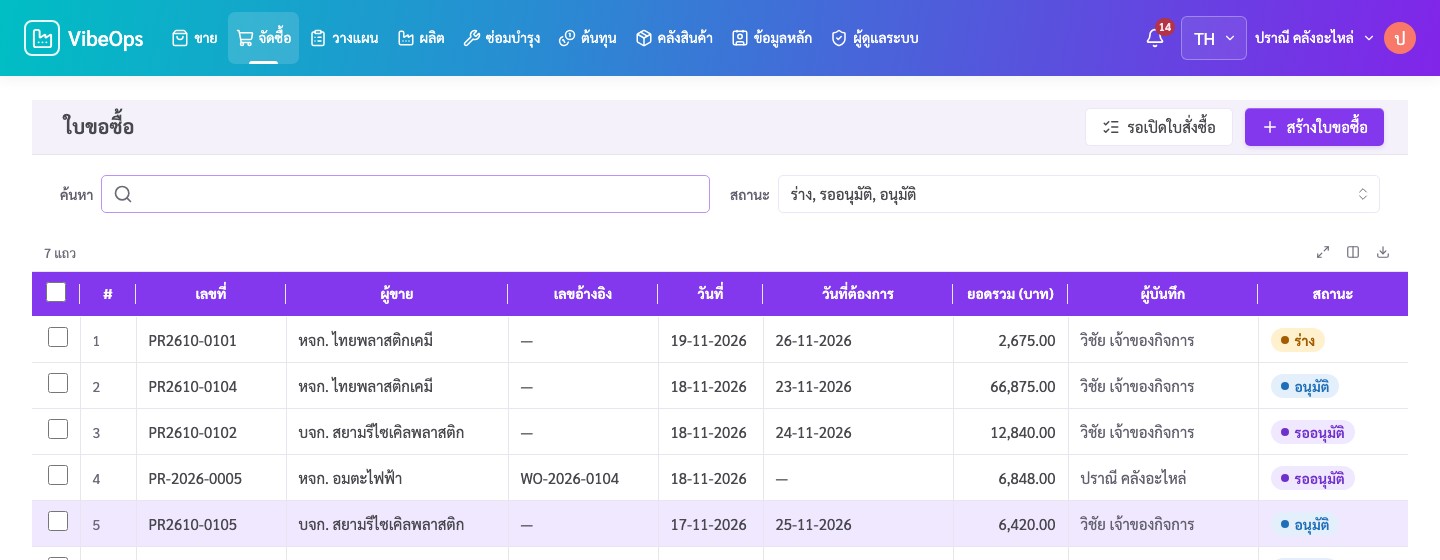 VibeOps ขาย จัดซื้อ วางแผน ผลิต ซ่อมบำรุง ต้นทุน คลังสินค้า ข้อมูลหลัก ผู้ดูแลระบบ 14 TH ปราณี คลังอะไหล่ ป
ใบขอซื้อ รอเปิดใบสั่งซื้อ สร้างใบขอซื้อ
ค้นหา สถานะ ร่าง, รออนุมัติ, อนุมัติ
7 แถว
# เลขที่ ผู้ขาย เลขอ้างอิง วันที่ วันที่ต้องการ ยอดรวม (บาท) ผู้บันทึก สถานะ
1 PR2610-0101 หจก. ไทยพลาสติกเคมี — 19-11-2026 26-11-2026 2,675.00 วิชัย เจ้าของกิจการ ร่าง
2 PR2610-0104 หจก. ไทยพลาสติกเคมี — 18-11-2026 23-11-2026 66,875.00 วิชัย เจ้าของกิจการ อนุมัติ
3 PR2610-0102 บจก. สยามรีไซเคิลพลาสติก — 18-11-2026 24-11-2026 12,840.00 วิชัย เจ้าของกิจการ รออนุมัติ
4 PR-2026-0005 หจก. อมตะไฟฟ้า WO-2026-0104 18-11-2026 — 6,848.00 ปราณี คลังอะไหล่ รออนุมัติ
5 PR2610-0105 บจก. สยามรีไซเคิลพลาสติก — 17-11-2026 25-11-2026 6,420.00 วิชัย เจ้าของกิจการ อนุมัติ